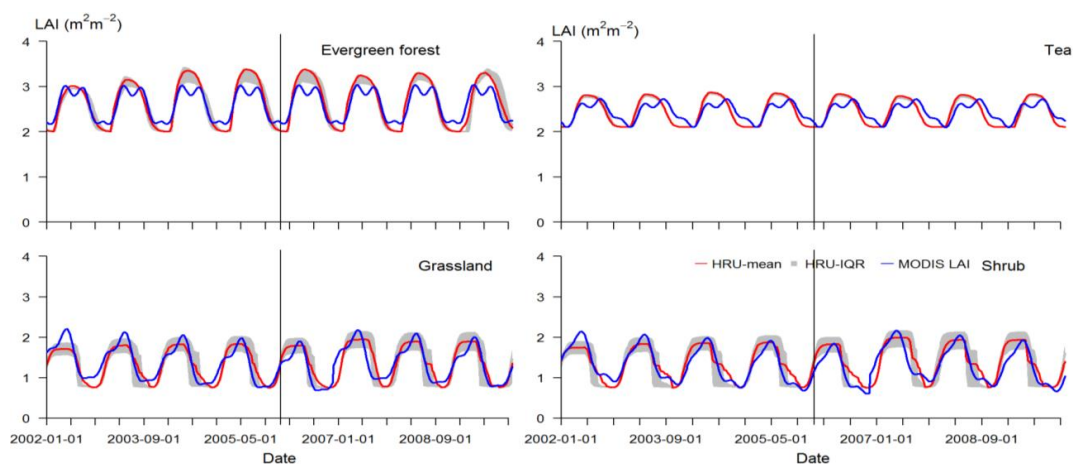 LAI (m²m⁻²)
Evergreen forest
4
3
2
1
0
LAI (m²m⁻²)
Tea
4
3
2
1
0
Grassland
4
3
2
1
0
2002-01-01 2003-09-01 2005-05-01 2007-01-01 2008-09-01
Date
HRU-mean HRU-IQR MODIS LAI Shrub
4
3
2
1
0
2002-01-01 2003-09-01 2005-05-01 2007-01-01 2008-09-01
Date